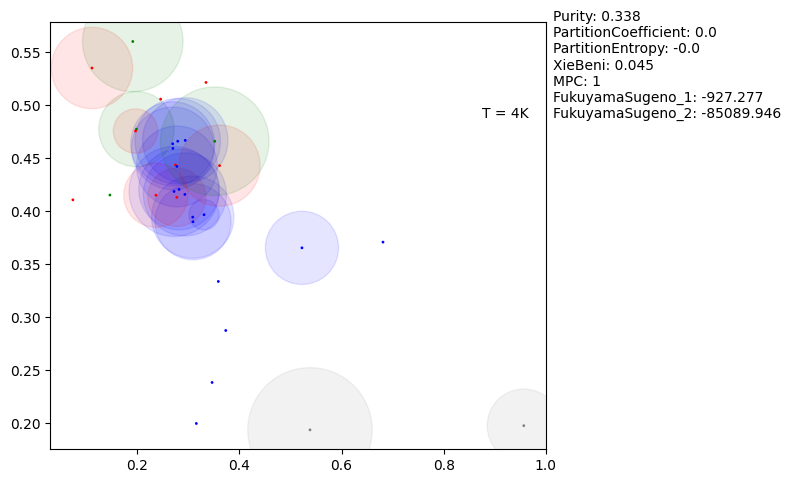 Purity: 0.338
PartitionCoefficient: 0.0
PartitionEntropy: -0.0
XieBeni: 0.045
MPC: 1
FukuyamaSugeno_1: -927.277
FukuyamaSugeno_2: -85089.946
T = 4K
0.55
0.50
0.45
0.40
0.35
0.30
0.25
0.20
0.2
0.4
0.6
0.8
1.0